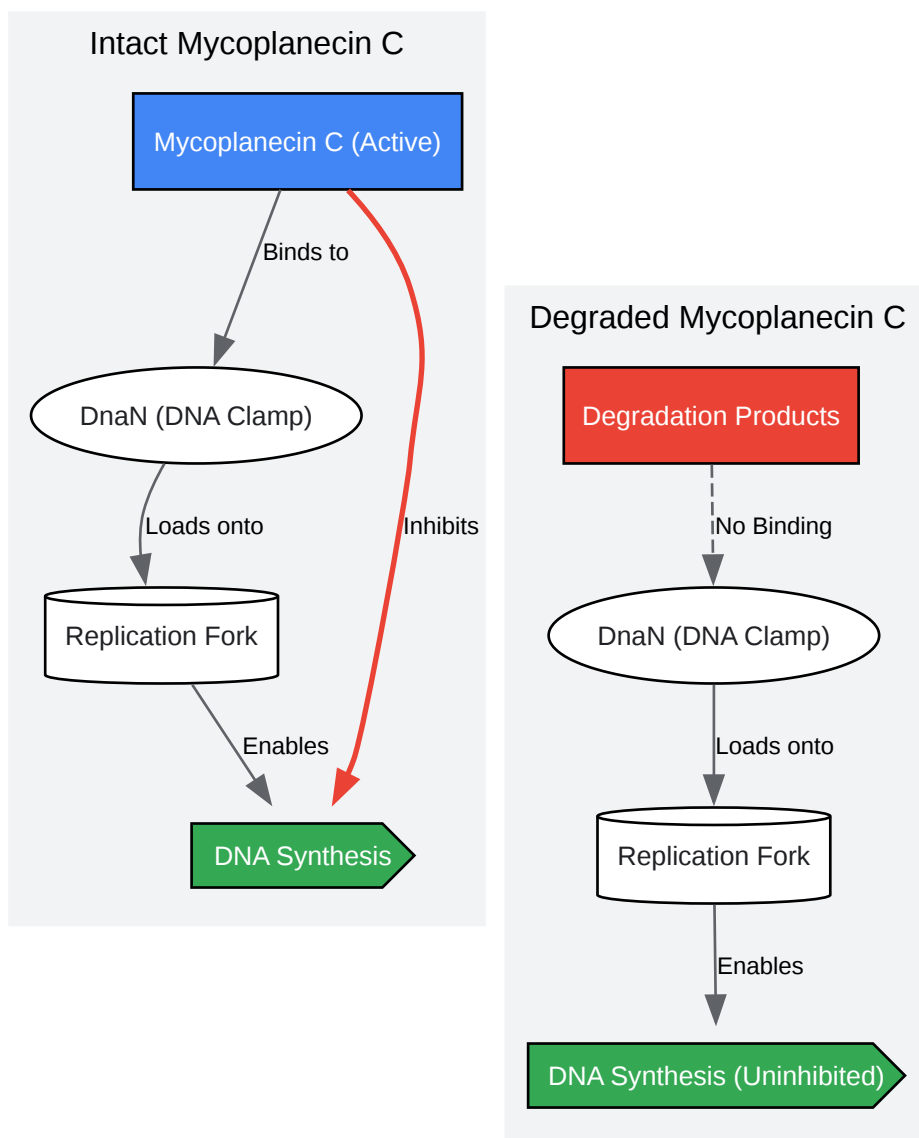 Intact Mycoplanecin C
Mycoplanecin C (Active)
Binds to
DnaN (DNA Clamp)
Loads onto
Inhibits
Replication Fork
Enables
DNA Synthesis
Degraded Mycoplanecin C
Degradation Products
No Binding
DnaN (DNA Clamp)
Loads onto
Replication Fork
Enables
DNA Synthesis (Uninhibited)